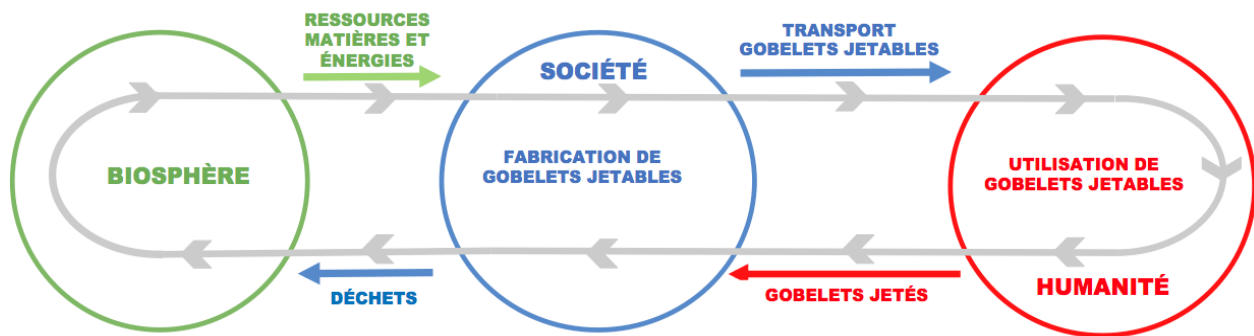 RESSOURCES
MATIÈRES ET
ÉNERGIES
TRANSPORT
GOBELETS JETABLES
SOCIÉTÉ
BIOSPHÈRE
FABRICATION DE
GOBELETS JETABLES
UTILISATION DE
GOBELETS JETABLES
DÉCHETS
GOBELETS JETÉS
HUMANITÉ